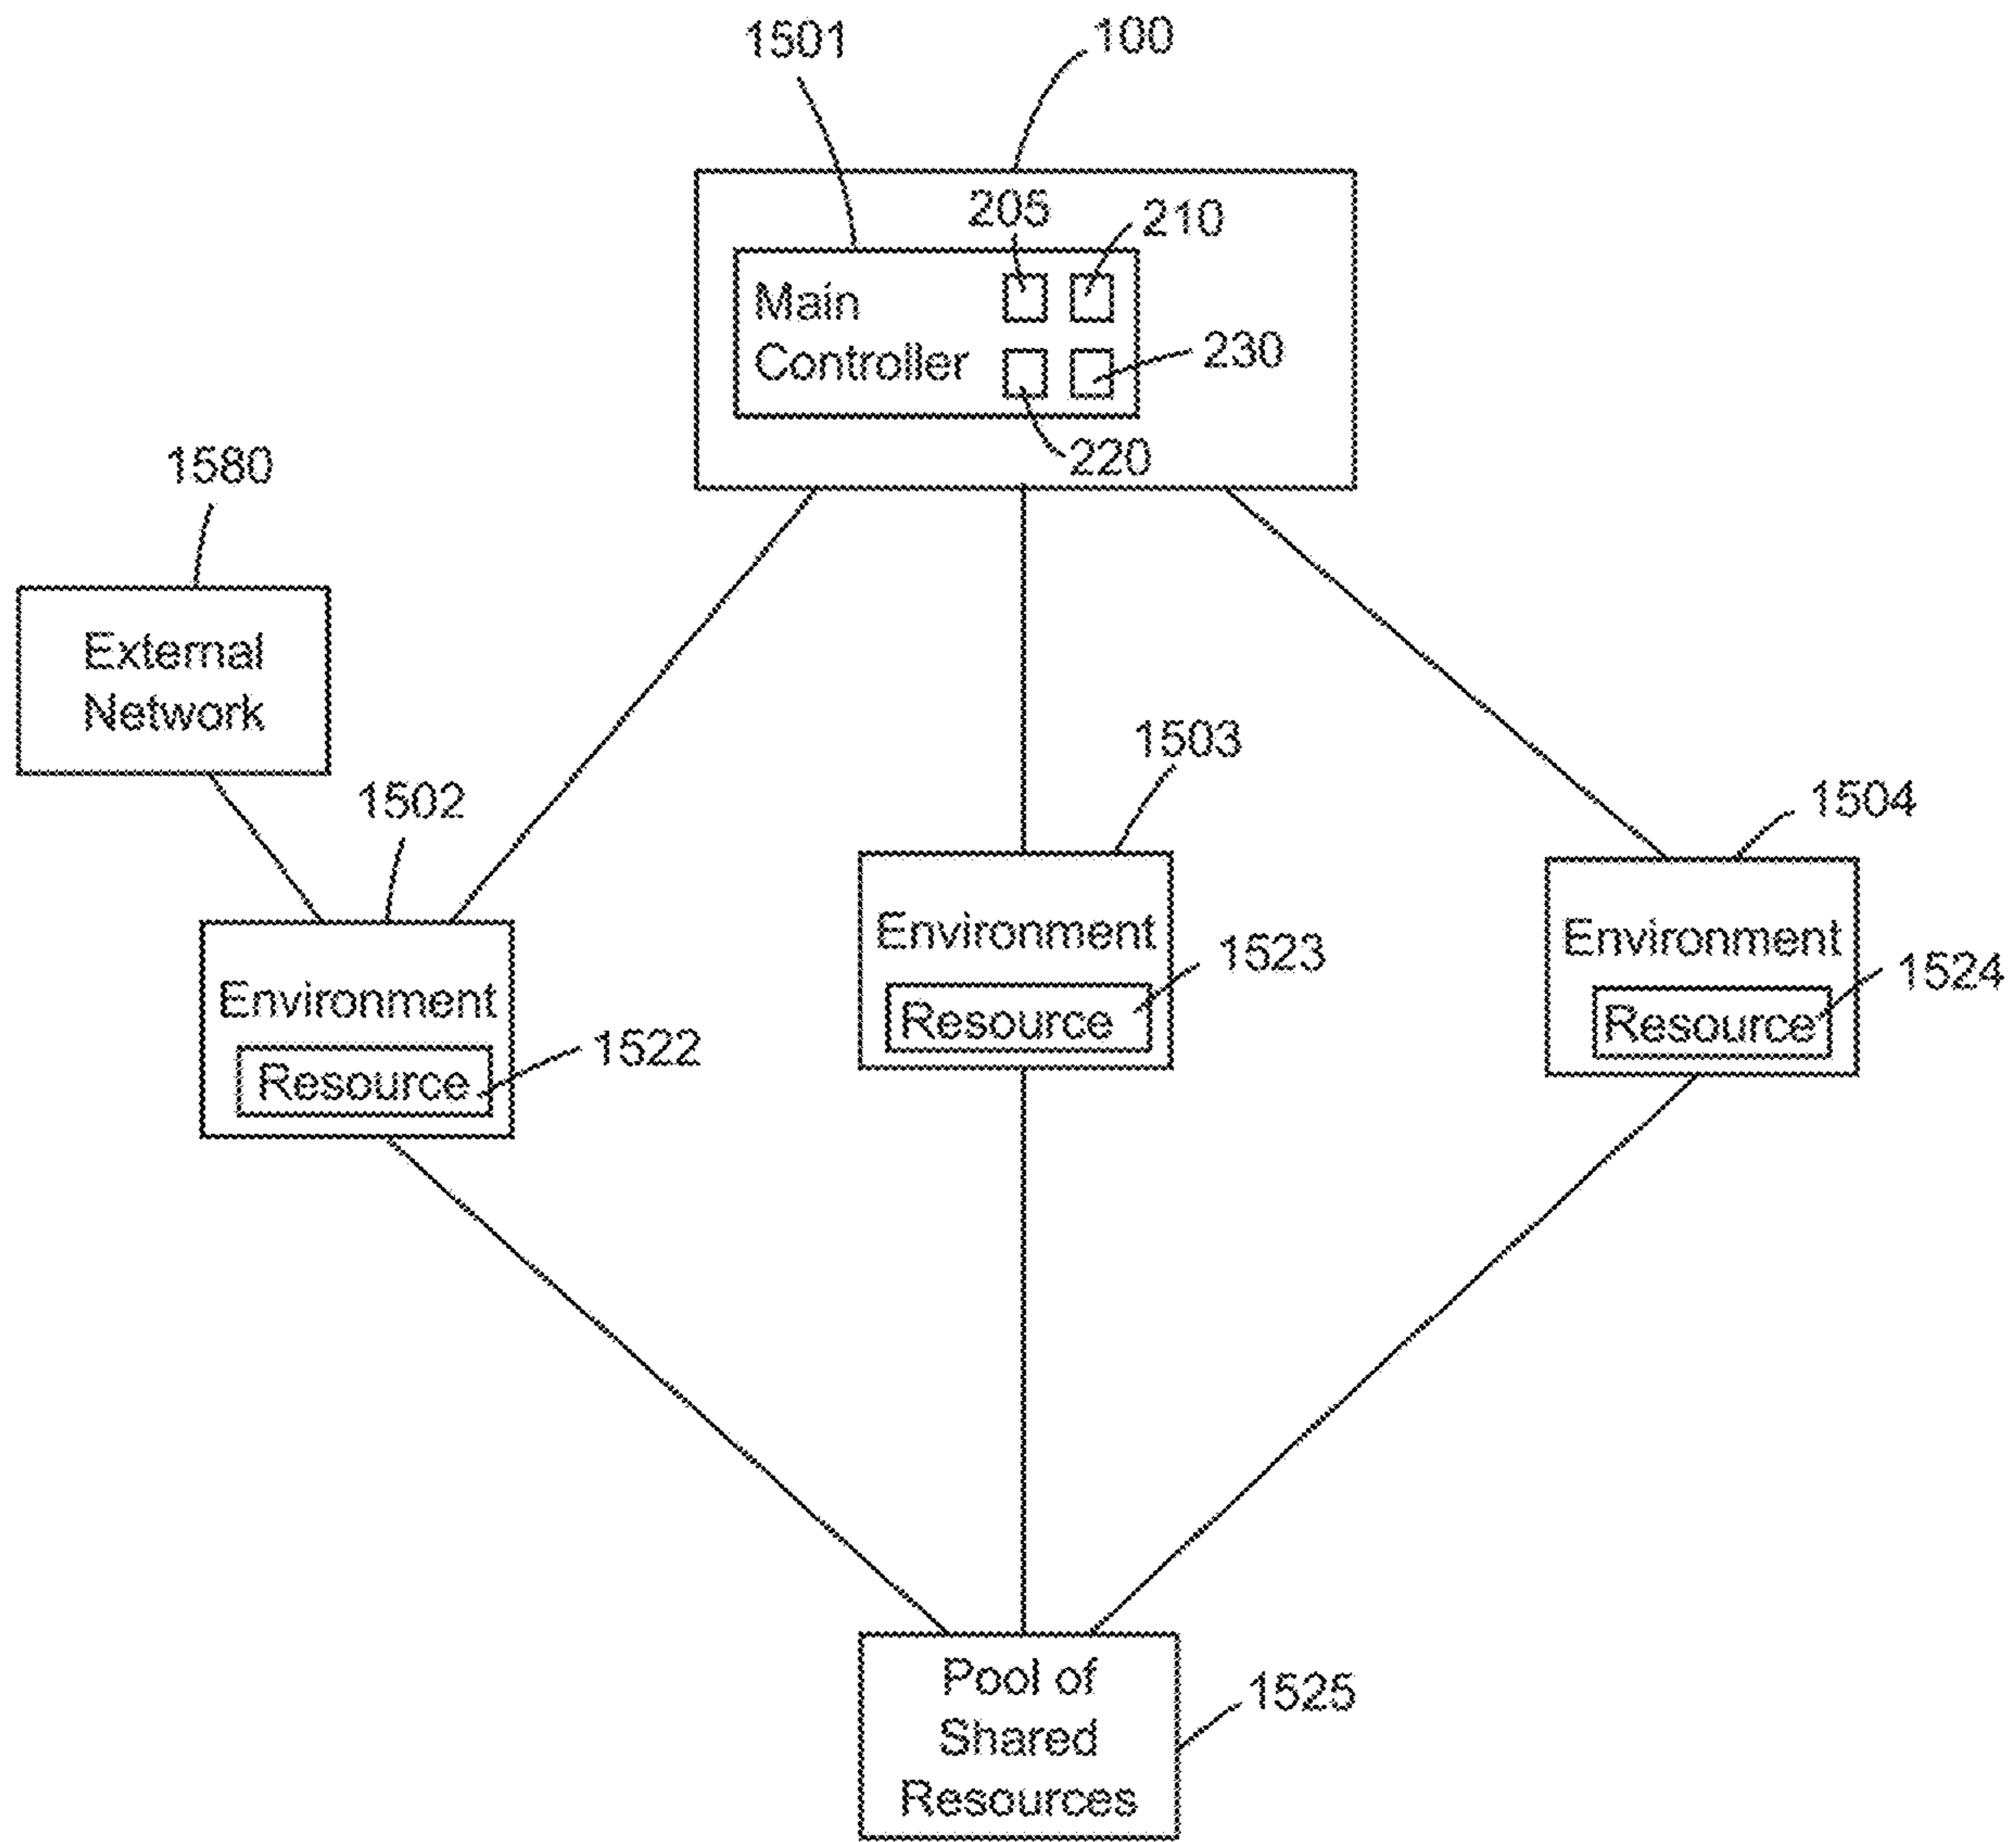 1501
100
205
210
Main
Controller
230
220
1580
External
Network
1502
1503
1504
Environment
Resource
1522
Environment
Resource
1523
Environment
Resource
1524
Pool of
Shared
Resources
1525